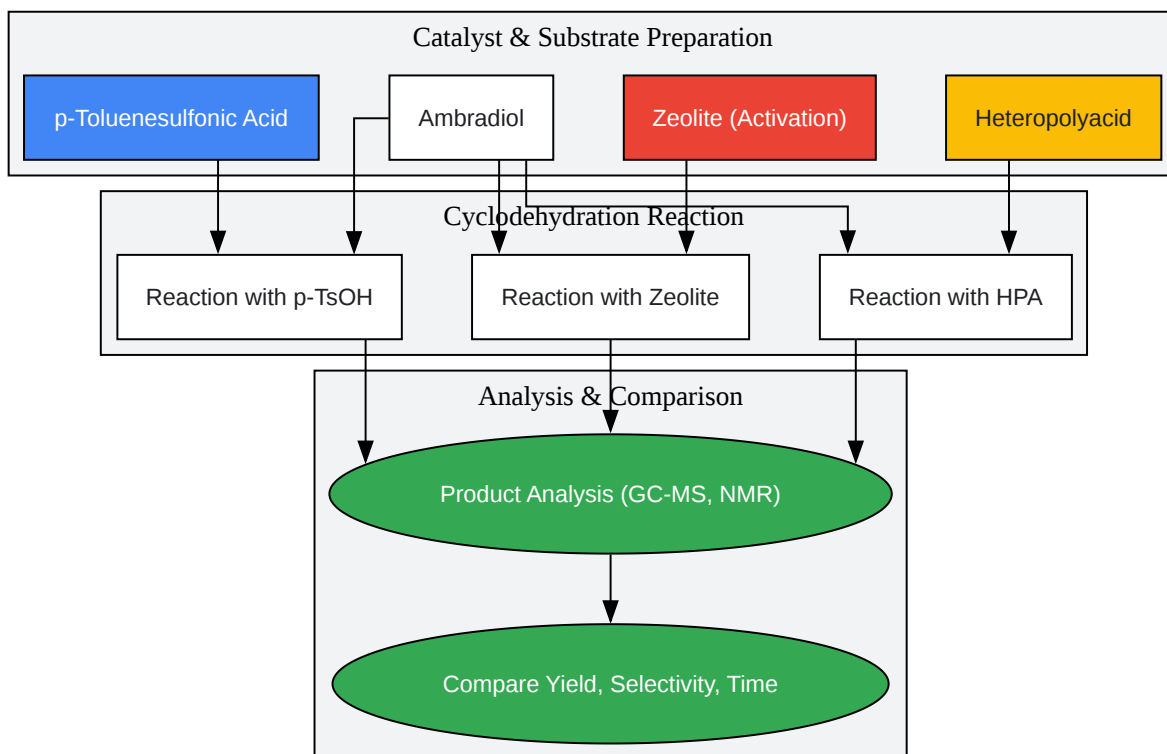 Catalyst & Substrate Preparation
p-Toluenesulfonic Acid
Ambradiol
Zeolite (Activation)
Heteropolyacid
Cyclodehydration Reaction
Reaction with p-TsOH
Reaction with Zeolite
Reaction with HPA
Analysis & Comparison
Product Analysis (GC-MS, NMR)
Compare Yield, Selectivity, Time